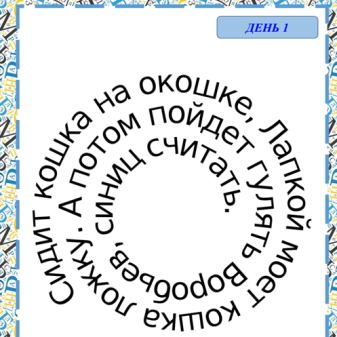 ДЕНЬ 1
Сидит кошка на окошке, Лапкой моет кошка ложку. А потом пойдет гулять Воробьев, синиц считать.